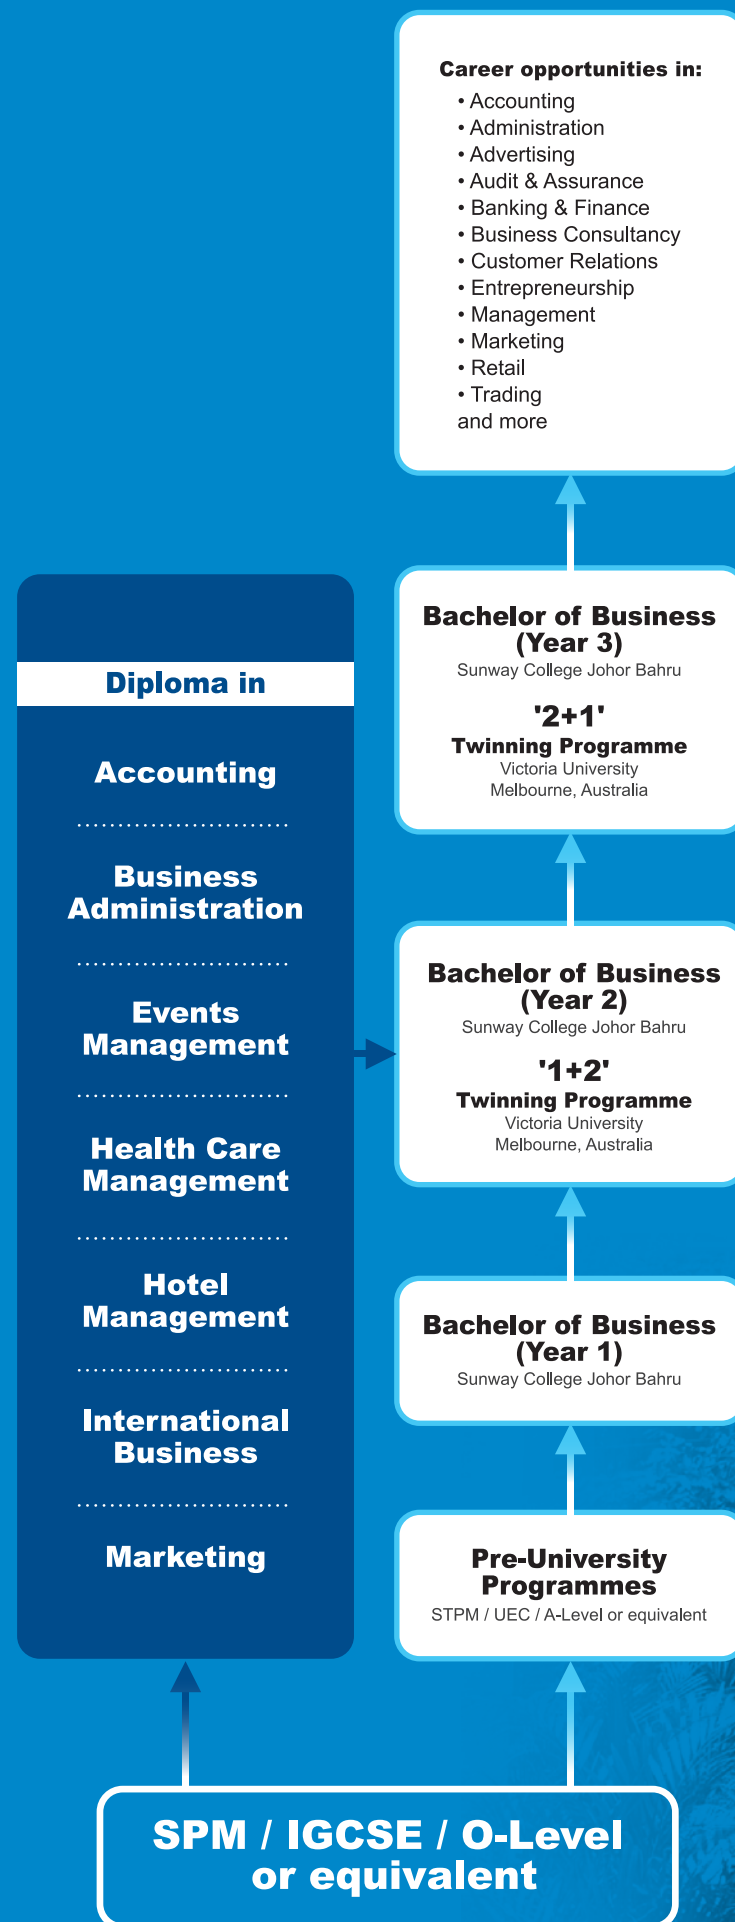 Career opportunities in:
• Accounting
• Administration
• Advertising
• Audit & Assurance
• Banking & Finance
• Business Consultancy
• Customer Relations
• Entrepreneurship
• Management
• Marketing
• Retail
• Trading
and more
Bachelor of Business
(Year 3)
Sunway College Johor Bahru
'2+1'
Twinning Programme
Victoria University
Melbourne, Australia
Diploma in
Accounting
Business
Administration
Events
Management
Health Care
Management
Hotel
Management
International
Business
Marketing
Bachelor of Business
(Year 2)
Sunway College Johor Bahru
'1+2'
Twinning Programme
Victoria University
Melbourne, Australia
Bachelor of Business
(Year 1)
Sunway College Johor Bahru
Pre-University
Programmes
STPM / UEC / A-Level or equivalent
SPM / IGCSE / O-Level
or equivalent